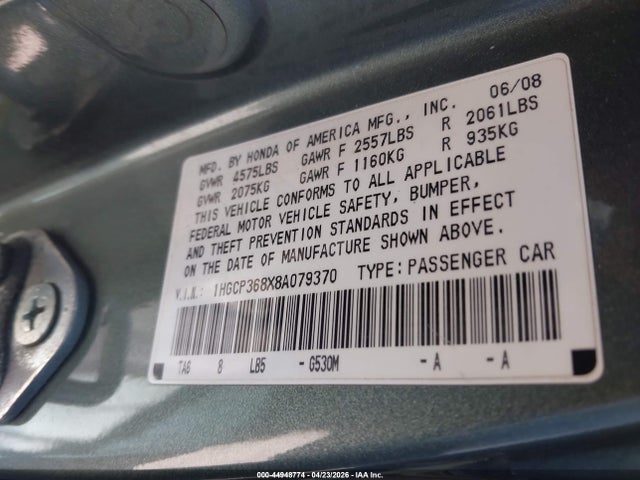 MFD. BY HONDA OF AMERICA MFG., INC. 06/08
GVWR 4575LBS GAWR F 2557LBS R 2061LBS
GVWR 2075KG GAWR F 1160KG R 935KG
THIS VEHICLE CONFORMS TO ALL APPLICABLE
FEDERAL MOTOR VEHICLE SAFETY, BUMPER,
AND THEFT PREVENTION STANDARDS IN EFFECT
ON THE DATE OF MANUFACTURE SHOWN ABOVE.
V.I.N.: 1HGCP368X8A079370 TYPE: PASSENGER CAR
TA6 8 LB5 - G530M - A - A
000-44948774 - 04/23/2026 - IAA Inc.